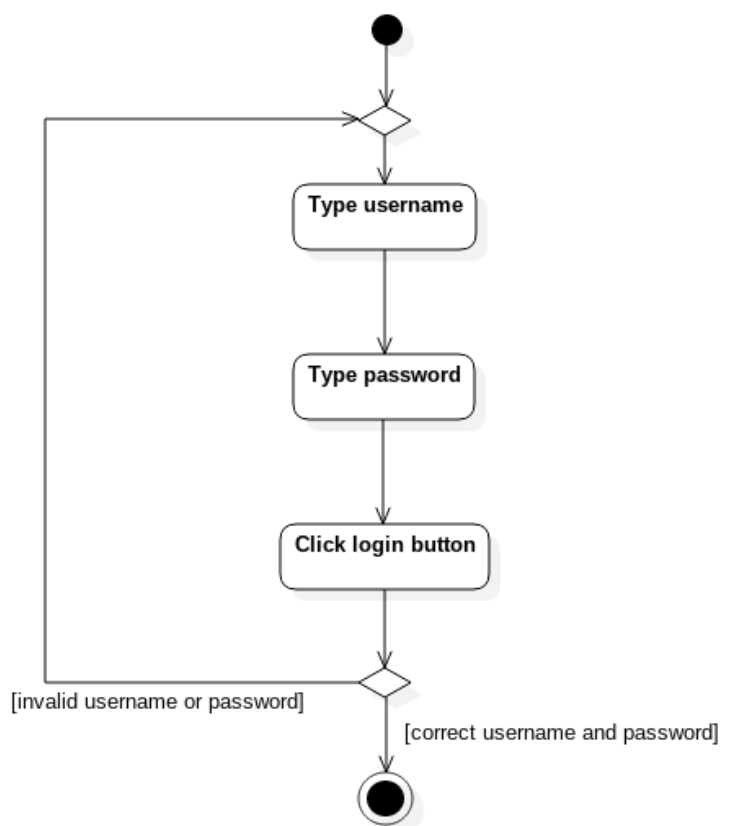 Type username
Type password
Click login button
[invalid username or password]
[correct username and password]